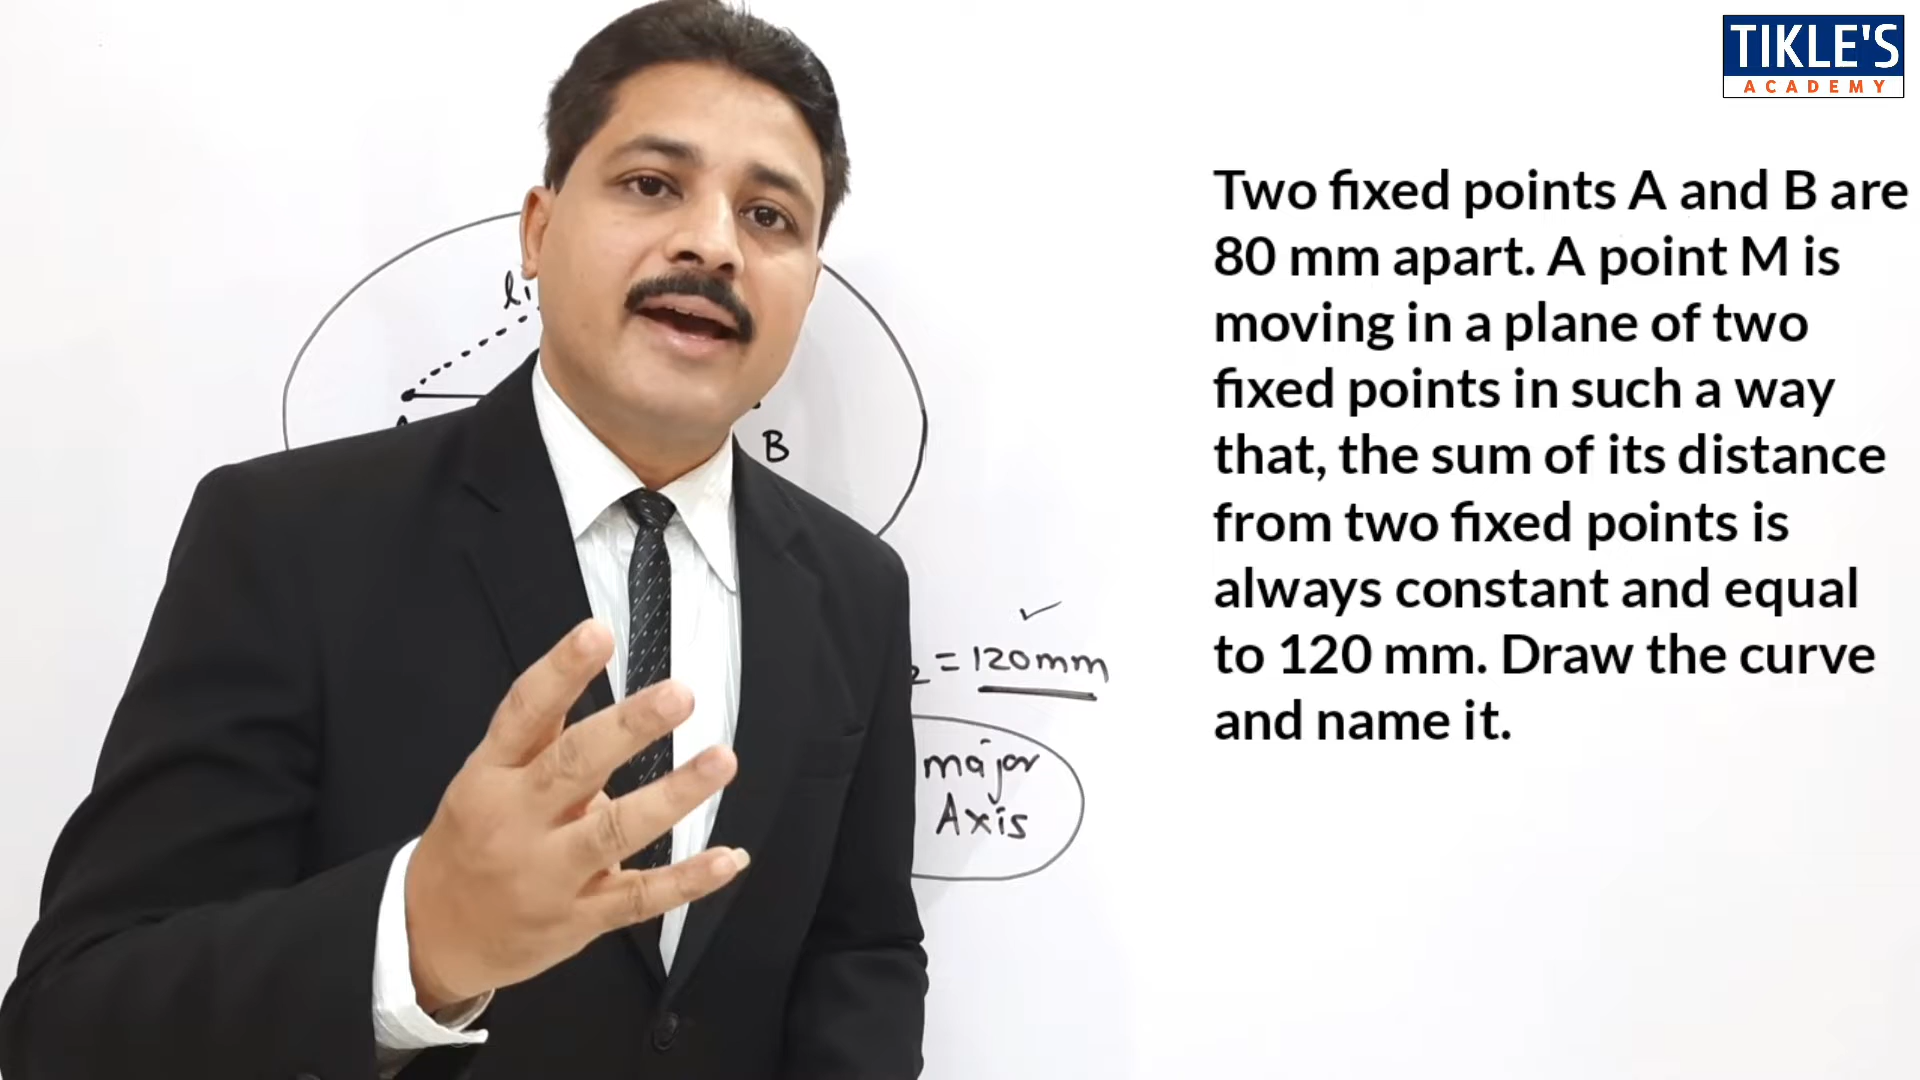 TIKLE'S
ACADEMY
Two fixed points A and B are
80 mm apart. A point M is
moving in a plane of two
fixed points in such a way
that, the sum of its distance
from two fixed points is
always constant and equal
to 120 mm. Draw the curve
and name it.
B
= 120mm
major
Axis